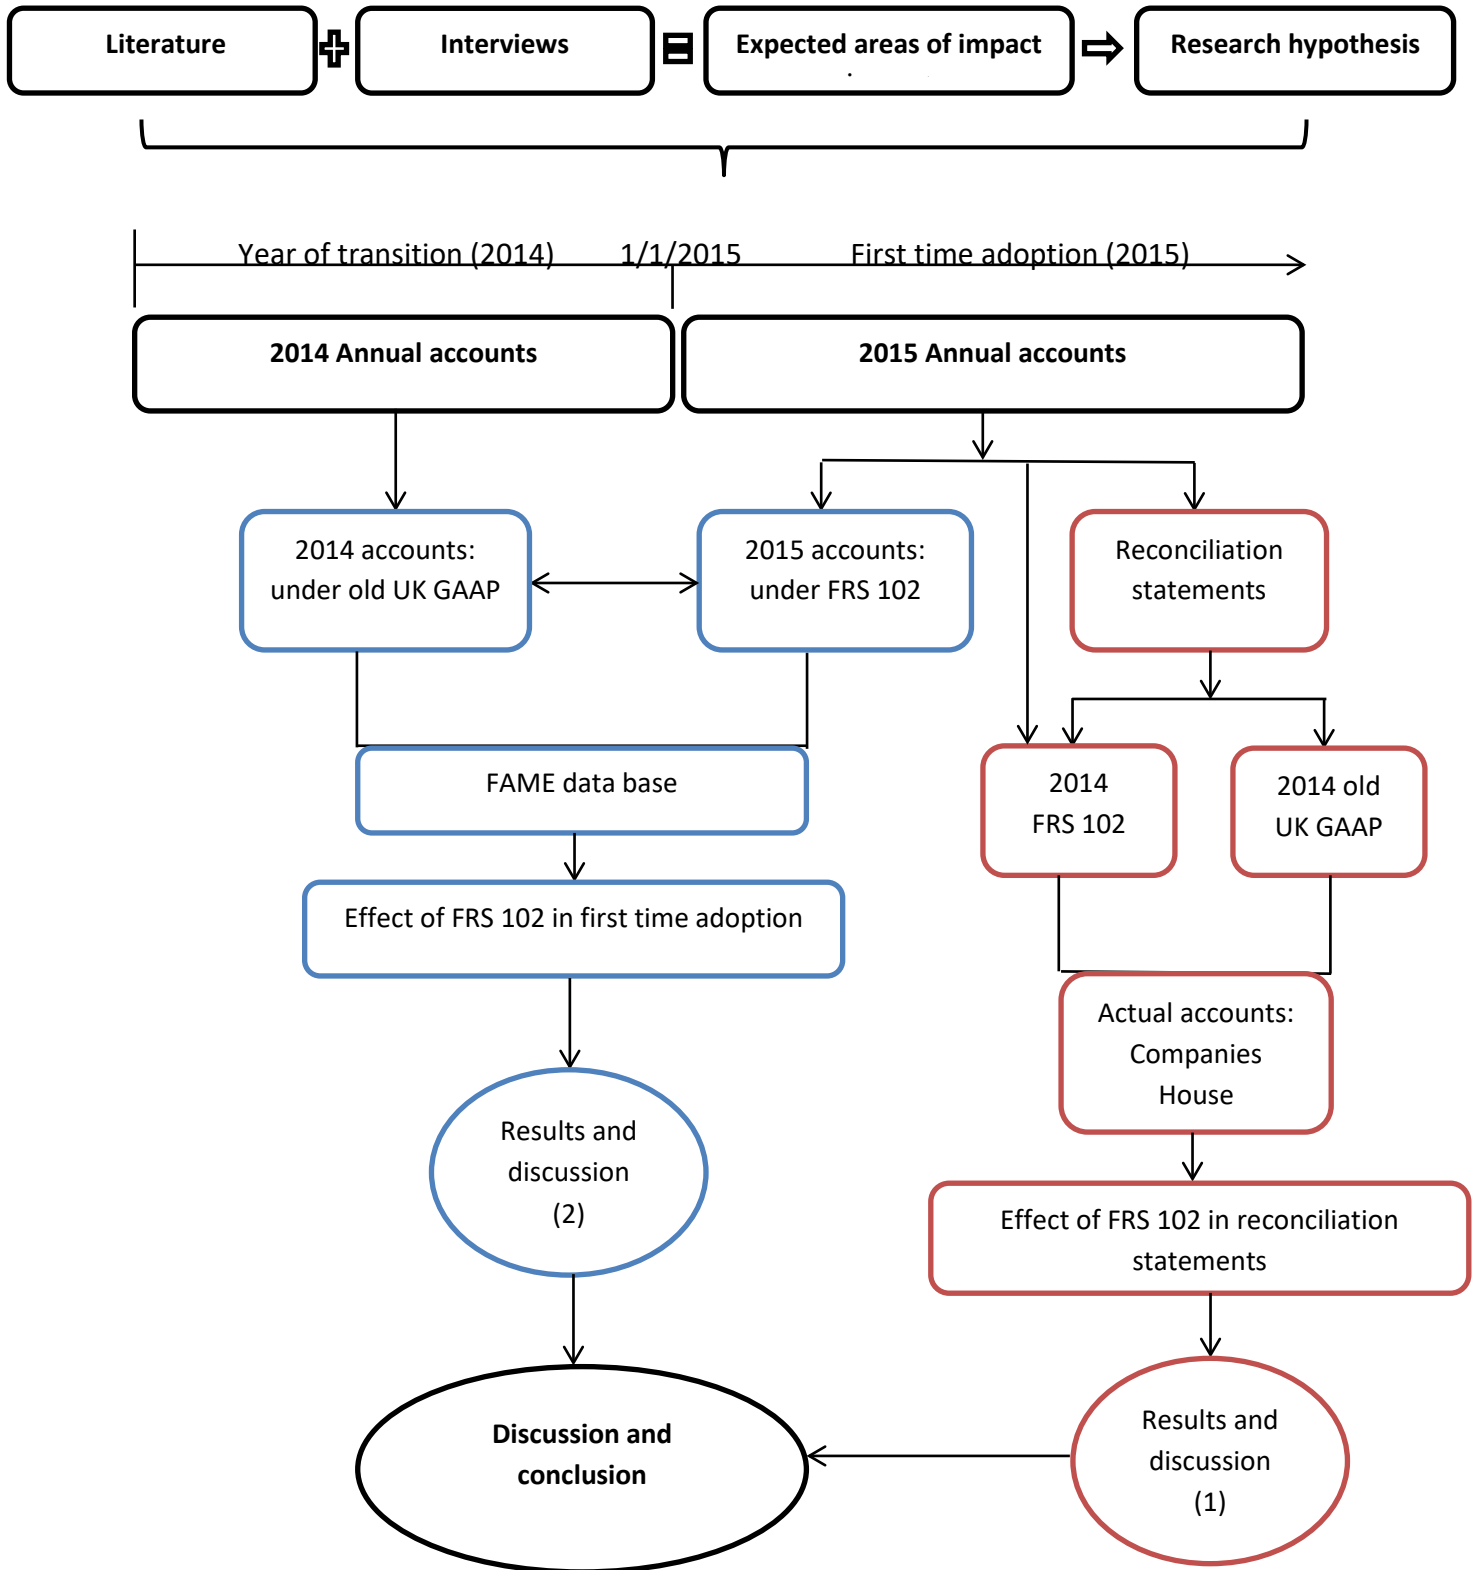 Literature
Interviews
Expected areas of impact
Research hypothesis
Year of transition (2014)
1/1/2015
First time adoption (2015)
2014 Annual accounts
2015 Annual accounts
2014 accounts:
under old UK GAAP
2015 accounts:
under FRS 102
Reconciliation
statements
FAME data base
2014
FRS 102
2014 old
UK GAAP
Effect of FRS 102 in first time adoption
Actual accounts:
Companies
House
Results and
discussion
(2)
Effect of FRS 102 in reconciliation
statements
Discussion and
conclusion
Results and
discussion
(1)